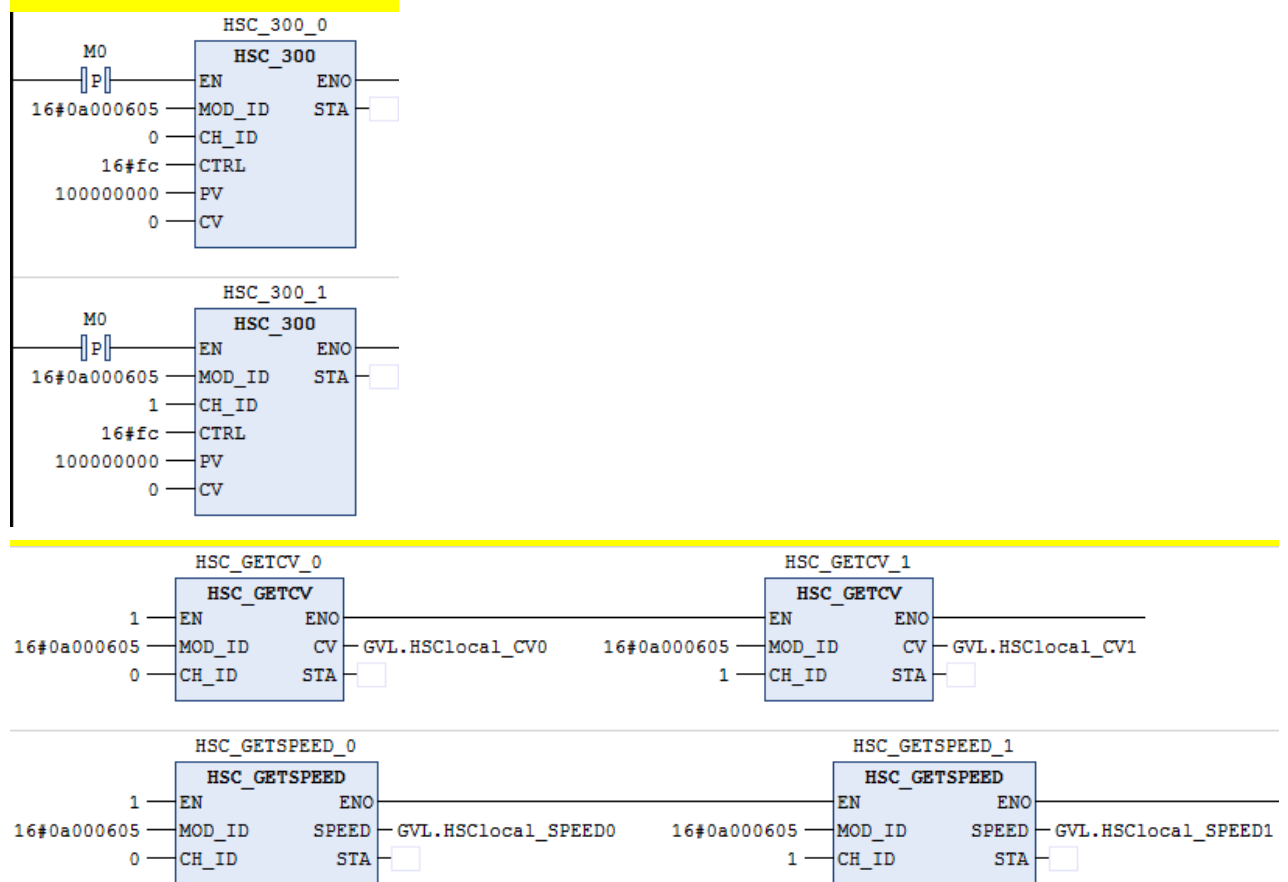 HSC_300_0
M0 HSC_300
P EN ENO
16#0a000605 MOD_ID STA
0 CH_ID
16#fc CTRL
100000000 PV
0 CV
HSC_300_1
M0 HSC_300
P EN ENO
16#0a000605 MOD_ID STA
1 CH_ID
16#fc CTRL
100000000 PV
0 CV
HSC_GETCV_0 HSC_GETCV_1
HSC_GETCV HSC_GETCV
1 EN ENO EN ENO
16#0a000605 MOD_ID CV GVL.HSClocal_CV0 16#0a000605 MOD_ID CV GVL.HSClocal_CV1
0 CH_ID STA 1 CH_ID STA
HSC_GETSPEED_0 HSC_GETSPEED_1
HSC_GETSPEED HSC_GETSPEED
1 EN ENO EN ENO
16#0a000605 MOD_ID SPEED GVL.HSClocal_SPEED0 16#0a000605 MOD_ID SPEED GVL.HSClocal_SPEED1
0 CH_ID STA 1 CH_ID STA